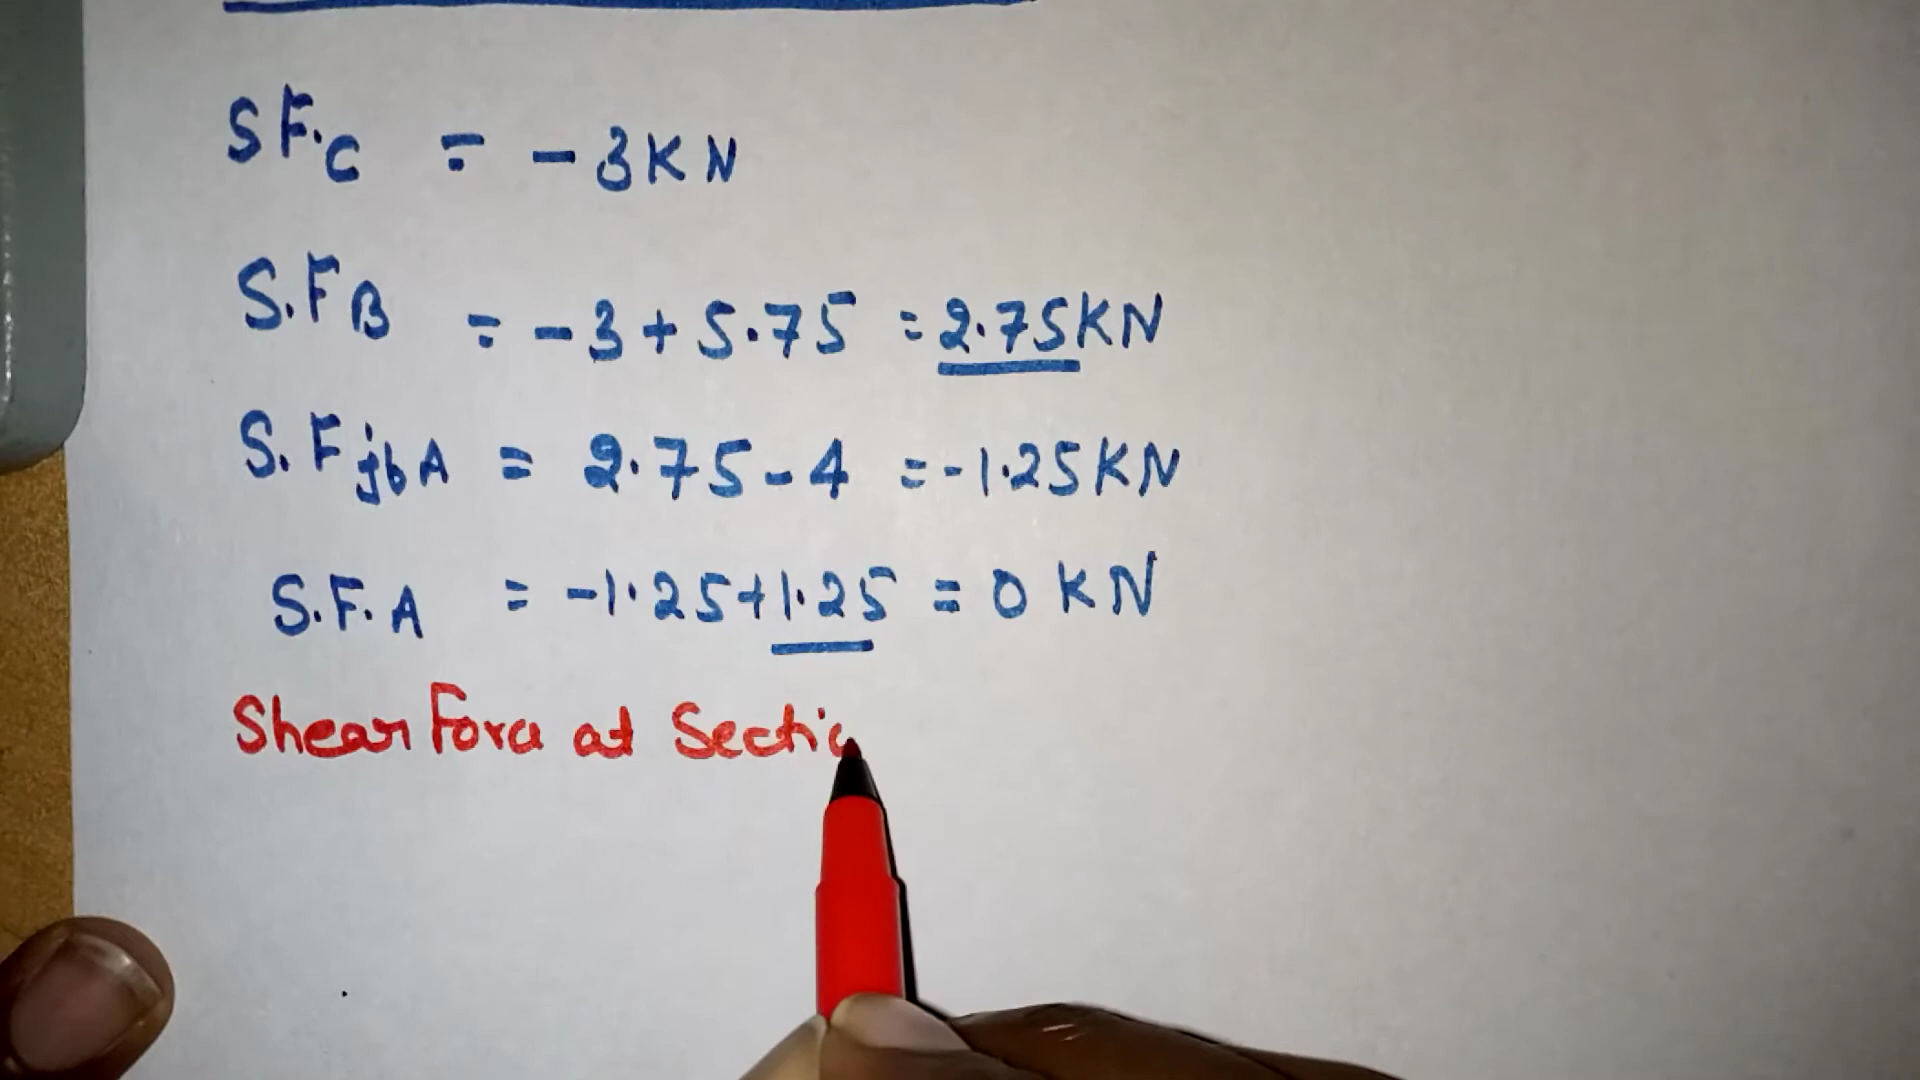 SF.C = -3KN
S.FB = -3+5.75 = 2.75KN
S.F jbA = 2.75-4 = -1.25KN
S.F.A = -1.25+1.25 = 0 KN
Shear Force at Sectio